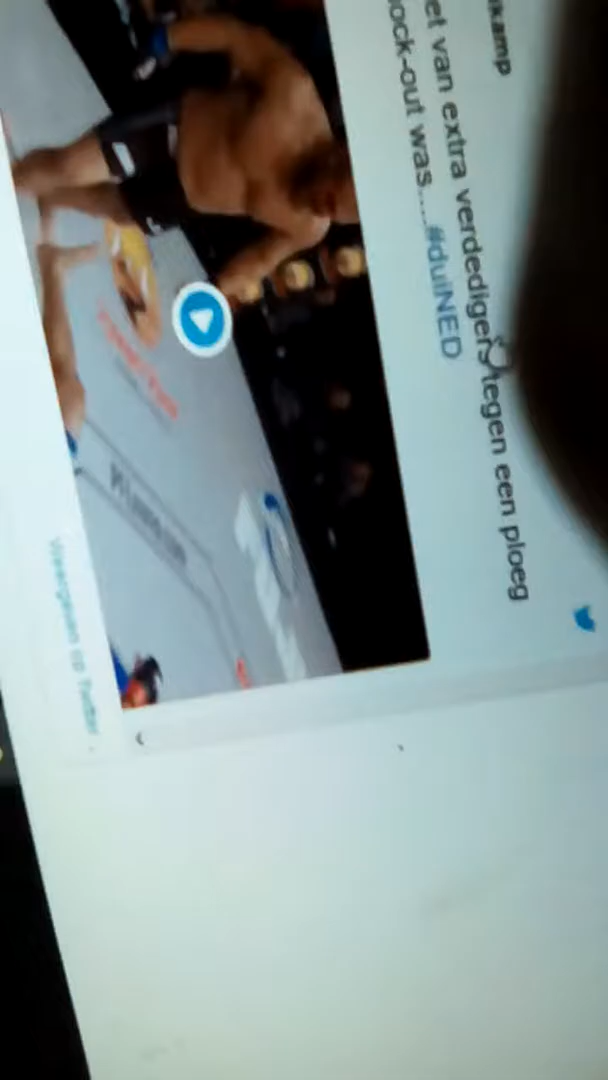 kamp
et van extra verdedigers tegen een ploeg
ock-out was....#duiNED
Weergeven op Twitter